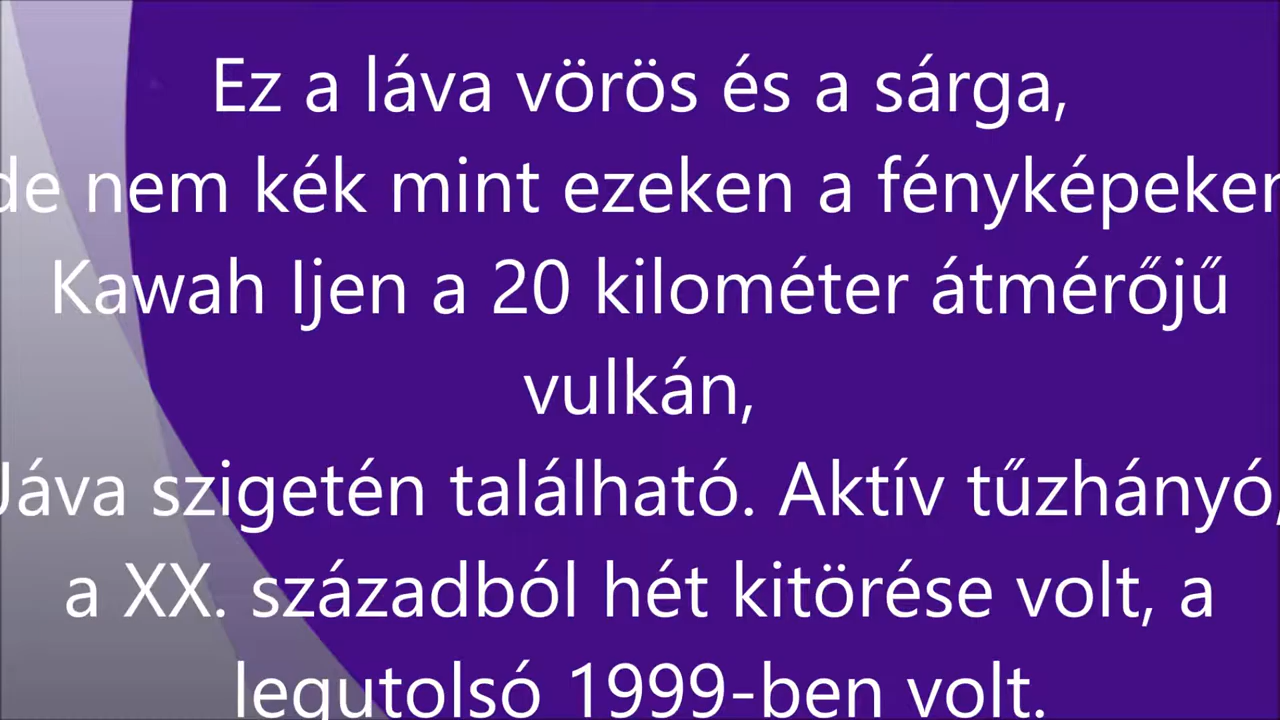 Ez a láva vörös és a sárga,
de nem kék mint ezeken a fényképeken
Kawah Ijen a 20 kilométer átmérőjű
vulkán,
Jáva szigetén található. Aktív tűzhányó,
a XX. századból hét kitörése volt, a
legutolsó 1999-ben volt.